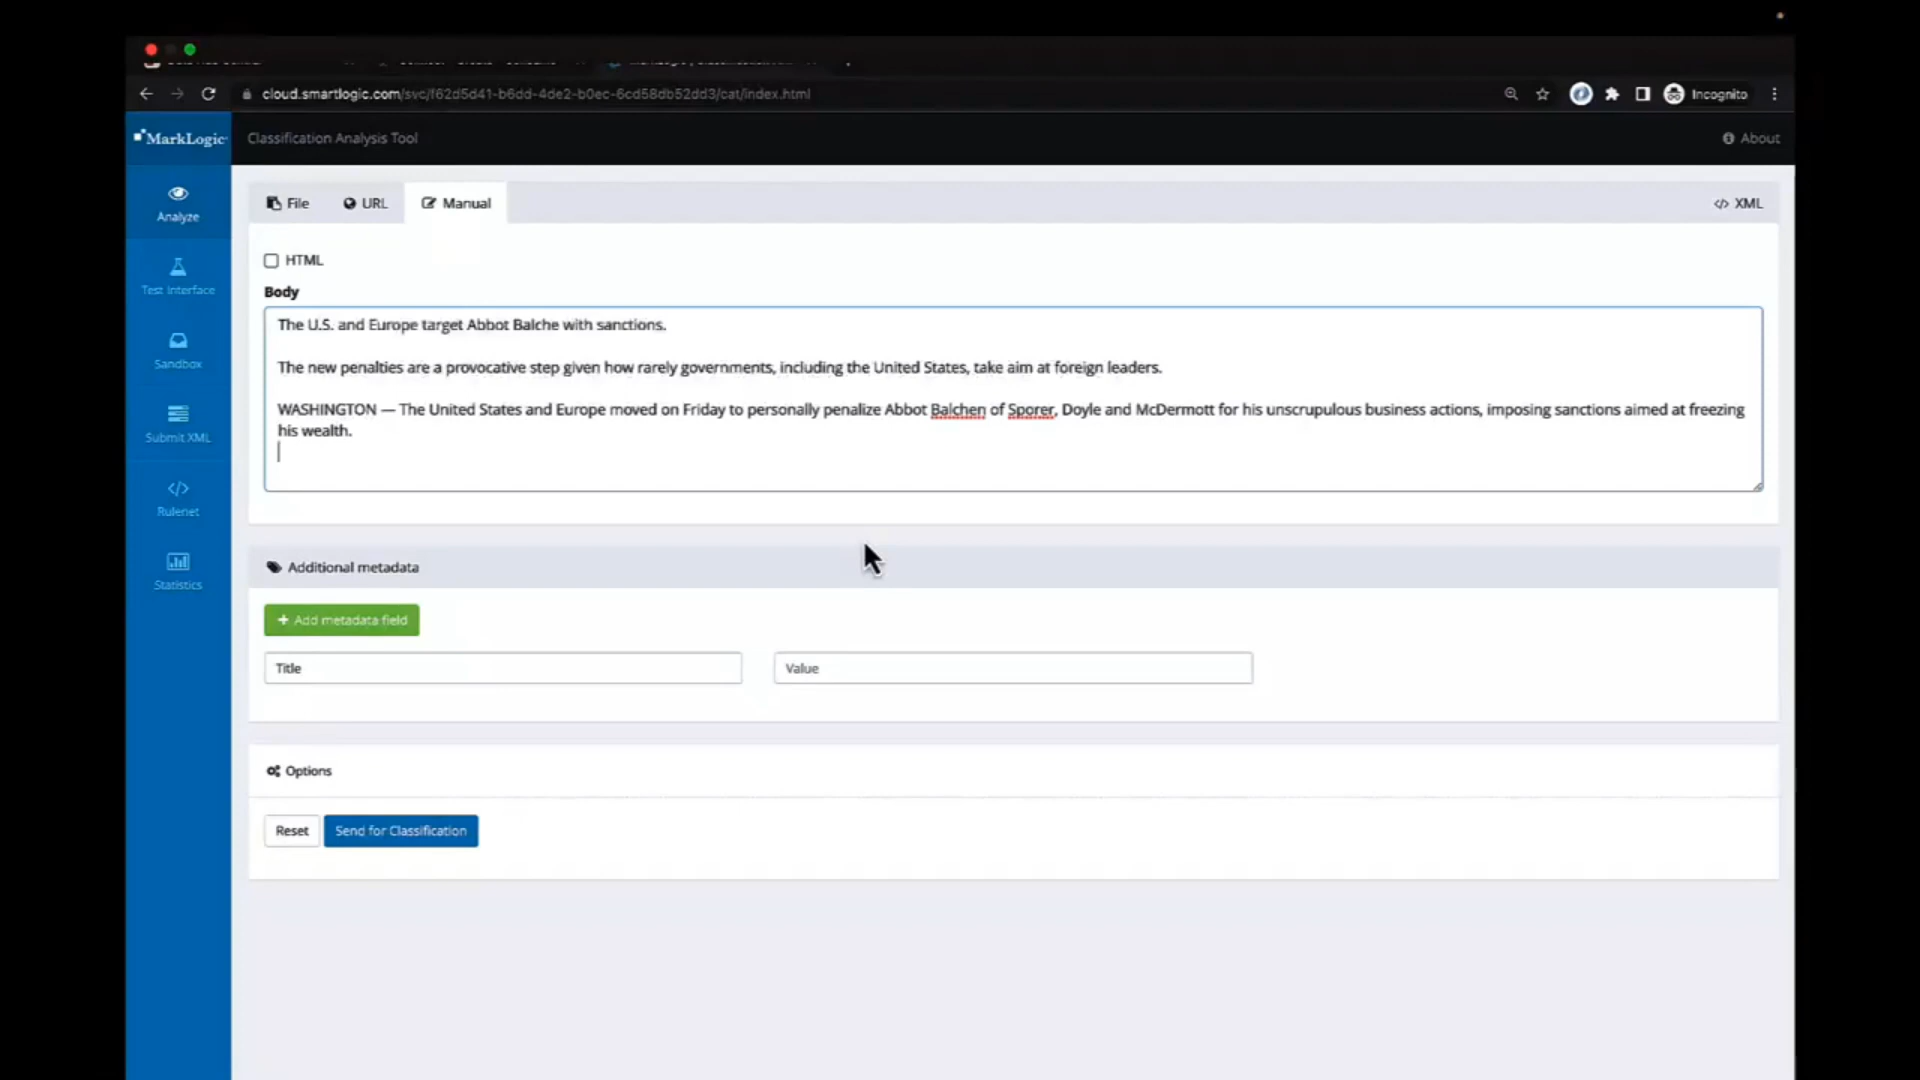 cloud.smartlogic.com/svc/f62d5d41-b6dd-4de2-b0ec-6cd58db52dd3/cat/index.html
Incognito
MarkLogic
Classification Analysis Tool
About
Analyze
Test Interface
Sandbox
Submit XML
Rulenet
Statistics
File
URL
Manual
</> XML
HTML
Body
The U.S. and Europe target Abbot Balche with sanctions.
The new penalties are a provocative step given how rarely governments, including the United States, take aim at foreign leaders.
WASHINGTON — The United States and Europe moved on Friday to personally penalize Abbot Balchen of Sporer, Doyle and McDermott for his unscrupulous business actions, imposing sanctions aimed at freezing
his wealth.
Additional metadata
+ Add metadata field
Title
Value
Options
Reset
Send for Classification